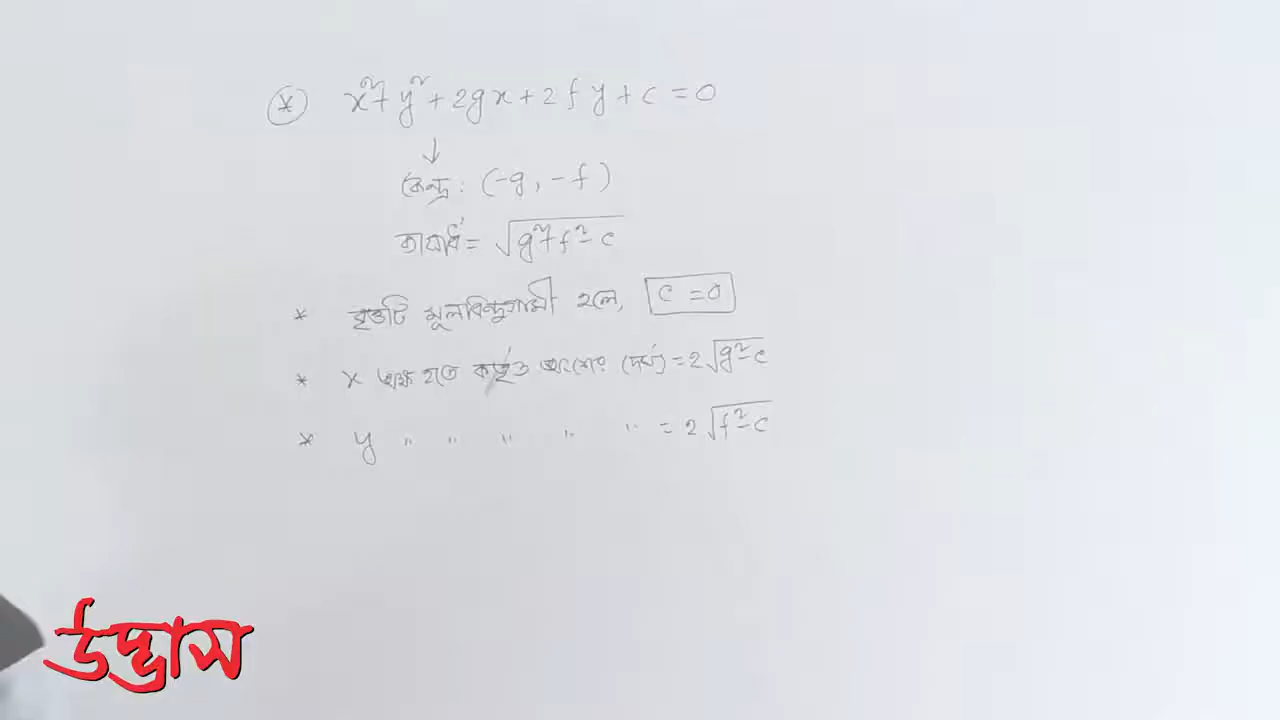 * x² + y² + 2gx + 2fy + c = 0
↓
কেন্দ্র: (-g, -f)
ব্যাসার্ধ = √(g² + f² - c)
* বৃত্তটি মূলবিন্দুগামী হলে, c = 0
* x অক্ষ হতে কর্তৃত অংশের দৈর্ঘ্য = 2√(g² - c)
* y " " " " " = 2√(f² - c)
উদ্ভাস